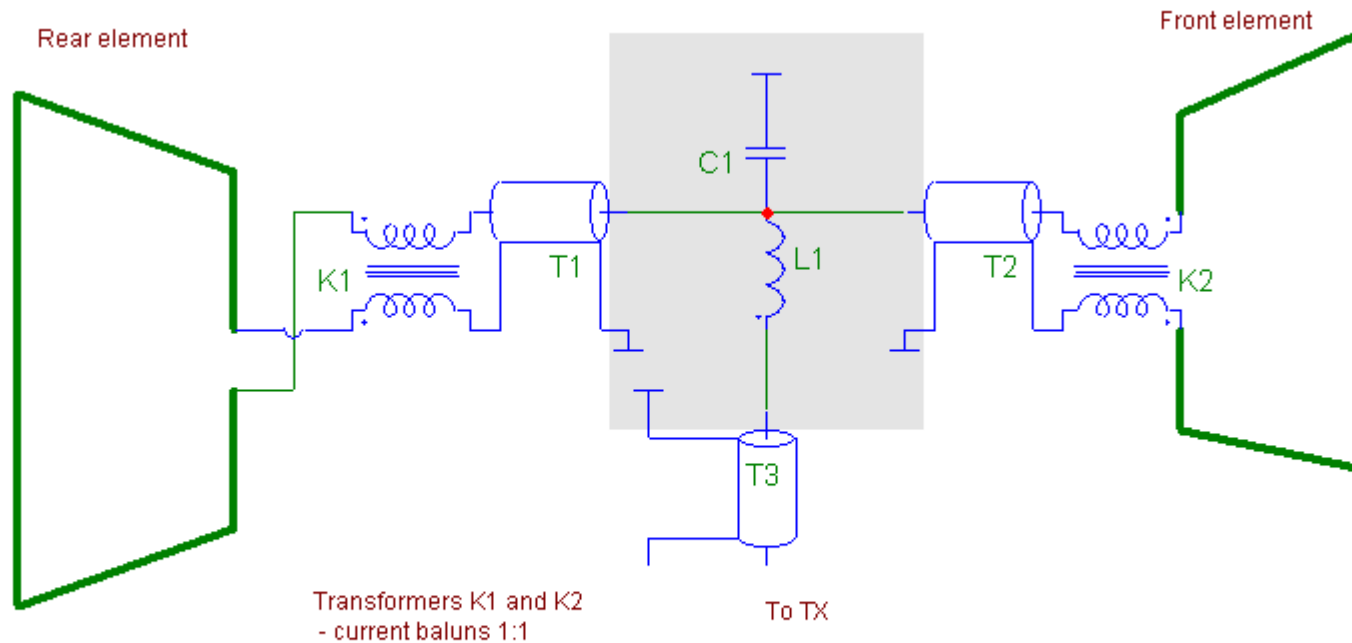 Rear element
Front element
C1
L1
K1
T1
T2
K2
T3
Transformers K1 and K2
- current baluns 1:1
To TX